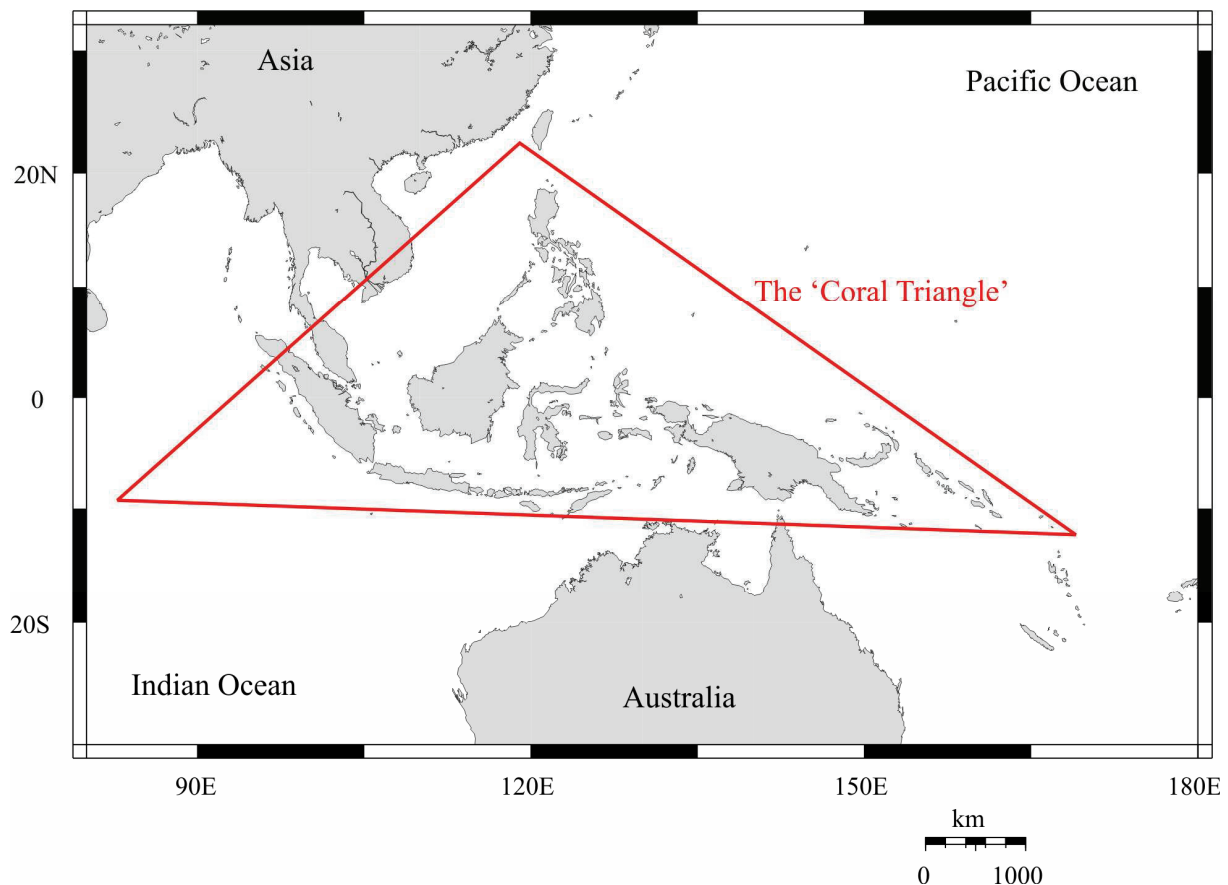 Asia
Pacific Ocean
20N
The ‘Coral Triangle’
0
20S
Indian Ocean
Australia
90E
120E
150E
180E
km
0
1000